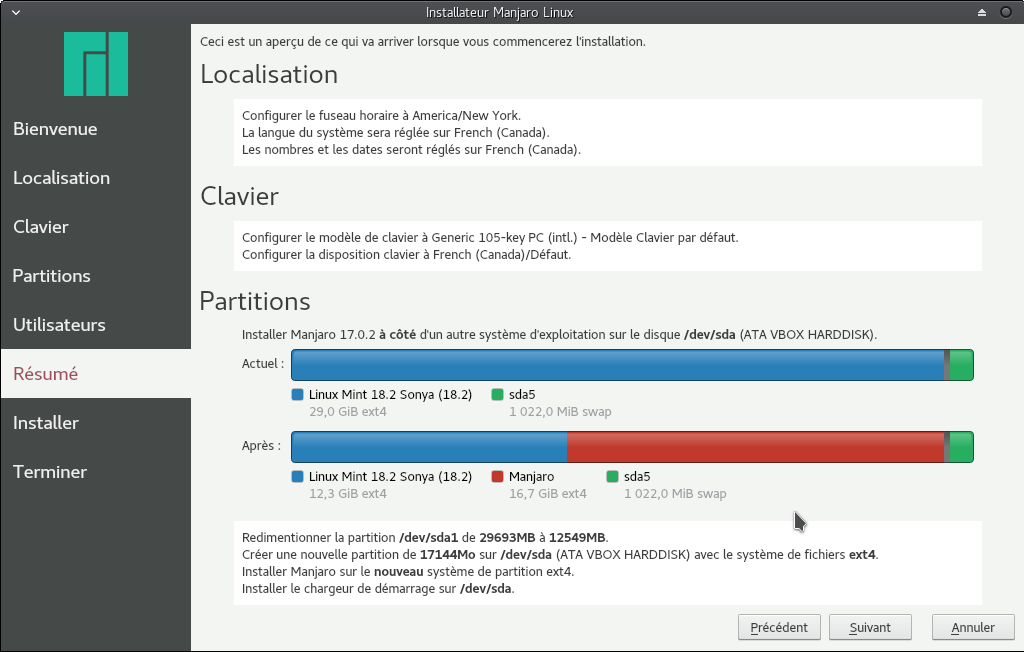 Installateur Manjaro Linux
Bienvenue
Localisation
Clavier
Partitions
Utilisateurs
Résumé
Installer
Terminer
Ceci est un aperçu de ce qui va arriver lorsque vous commencerez l'installation.
Localisation
Configurer le fuseau horaire à America/New York.
La langue du système sera réglée sur French (Canada).
Les nombres et les dates seront réglés sur French (Canada).
Clavier
Configurer le modèle de clavier à Generic 105-key PC (intl.) - Modèle Clavier par défaut.
Configurer la disposition clavier à French (Canada)/Défaut.
Partitions
Installer Manjaro 17.0.2 à côté d'un autre système d'exploitation sur le disque /dev/sda (ATA VBOX HARDDISK).
Actuel :
Linux Mint 18.2 Sonya (18.2) sda5
29,0 GiB ext4 1 022,0 MiB swap
Après :
Linux Mint 18.2 Sonya (18.2) Manjaro sda5
12,3 GiB ext4 16,7 GiB ext4 1 022,0 MiB swap
Redimentionner la partition /dev/sda1 de 29693MB à 12549MB.
Créer une nouvelle partition de 17144Mo sur /dev/sda (ATA VBOX HARDDISK) avec le système de fichiers ext4.
Installer Manjaro sur le nouveau système de partition ext4.
Installer le chargeur de démarrage sur /dev/sda.
Précédent Suivant Annuler